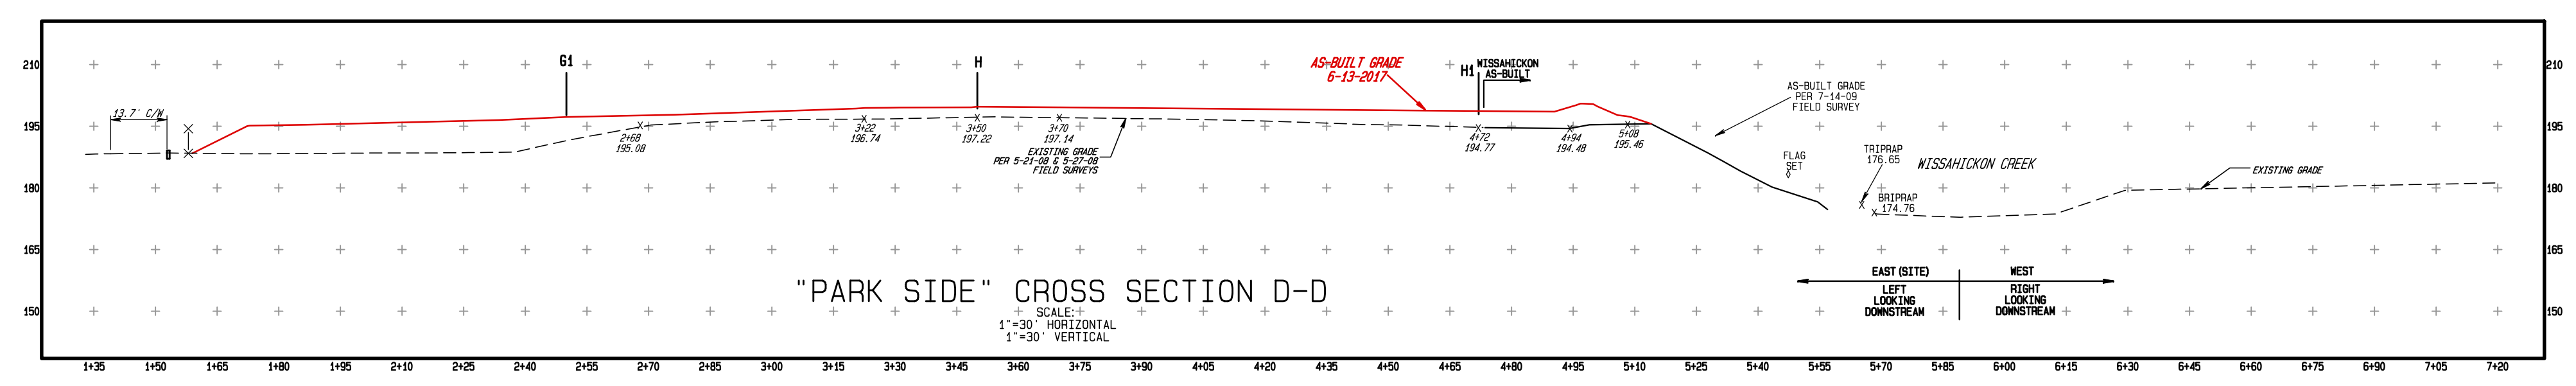 210
195
180
165
150
13.7' C/W
G1
2+68
195.08
3+22
196.74
H
3+50
197.22
3+70
197.14
EXISTING GRADE
PER 5-21-08 & 5-27-08
FIELD SURVEYS
AS-BUILT GRADE
6-13-2017
H1
WISSAHICKON
AS-BUILT
4+72
194.77
4+94
194.48
5+08
195.46
AS-BUILT GRADE
PER 7-14-09
FIELD SURVEY
FLAG
SET
TRIPRAP
176.65
BRIPRAP
174.76
WISSAHICKON CREEK
EXISTING GRADE
210
195
180
165
150
"PARK SIDE" CROSS SECTION D-D
SCALE:
1"=30' HORIZONTAL
1"=30' VERTICAL
EAST (SITE)
LEFT
LOOKING
DOWNSTREAM
WEST
RIGHT
LOOKING
DOWNSTREAM
1+35 1+50 1+65 1+80 1+95 2+10 2+25 2+40 2+55 2+70 2+85 3+00 3+15 3+30 3+45 3+60 3+75 3+90 4+05 4+20 4+35 4+50 4+65 4+80 4+95 5+10 5+25 5+40 5+55 5+70 5+85 6+00 6+15 6+30 6+45 6+60 6+75 6+90 7+05 7+20